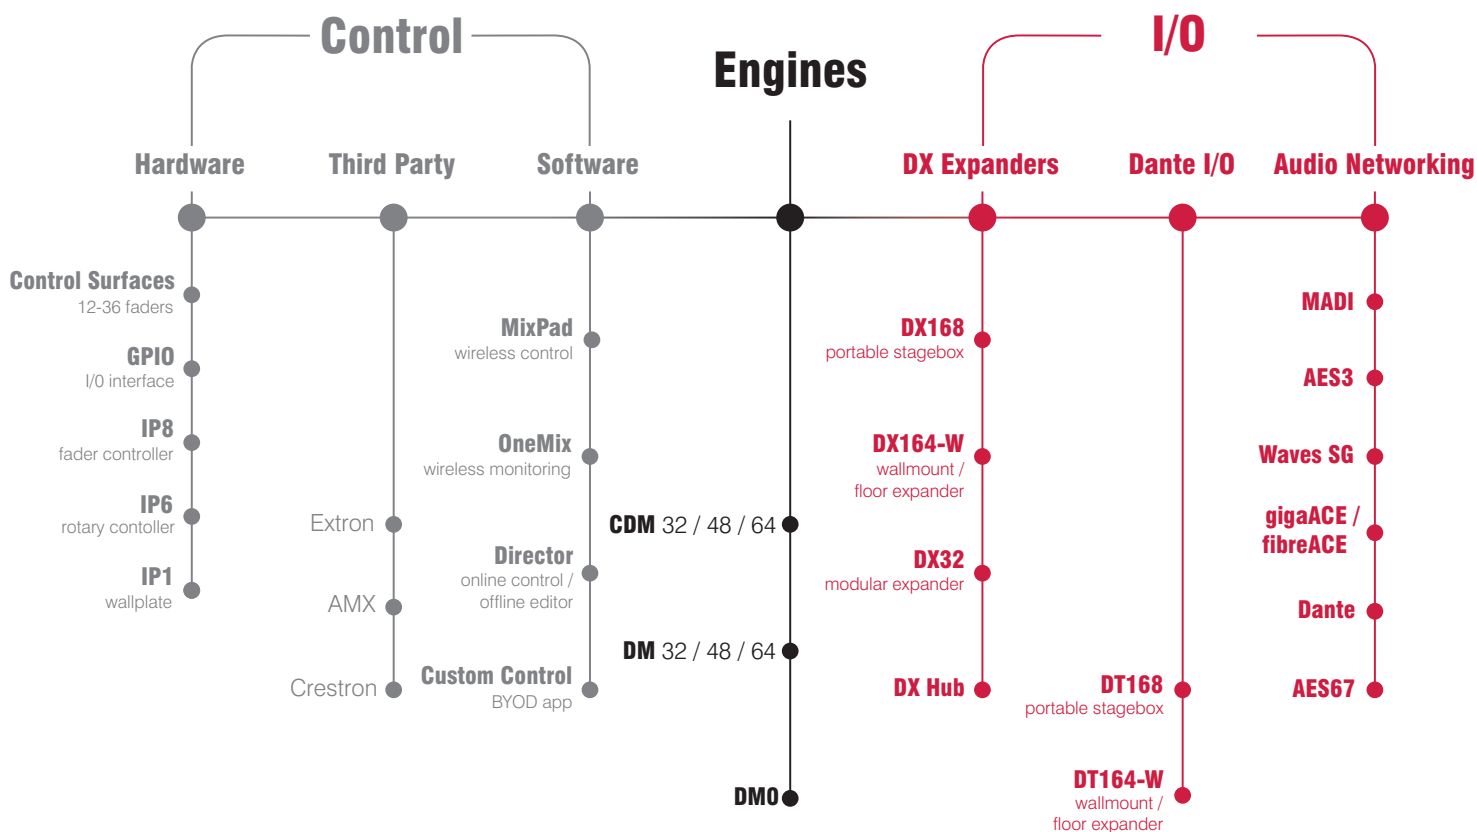 Control
Engines
I/O
Hardware
Third Party
Software
DX Expanders
Dante I/O
Audio Networking
Control Surfaces
12-36 faders
GPIO
I/0 interface
IP8
fader controller
IP6
rotary contoller
IP1
wallplate
Extron
AMX
Crestron
MixPad
wireless control
OneMix
wireless monitoring
Director
online control /
offline editor
Custom Control
BYOD app
CDM 32 / 48 / 64
DM 32 / 48 / 64
DM0
DX168
portable stagebox
DX164-W
wallmount /
floor expander
DX32
modular expander
DX Hub
DT168
portable stagebox
DT164-W
wallmount /
floor expander
MADI
AES3
Waves SG
gigaACE /
fibreACE
Dante
AES67